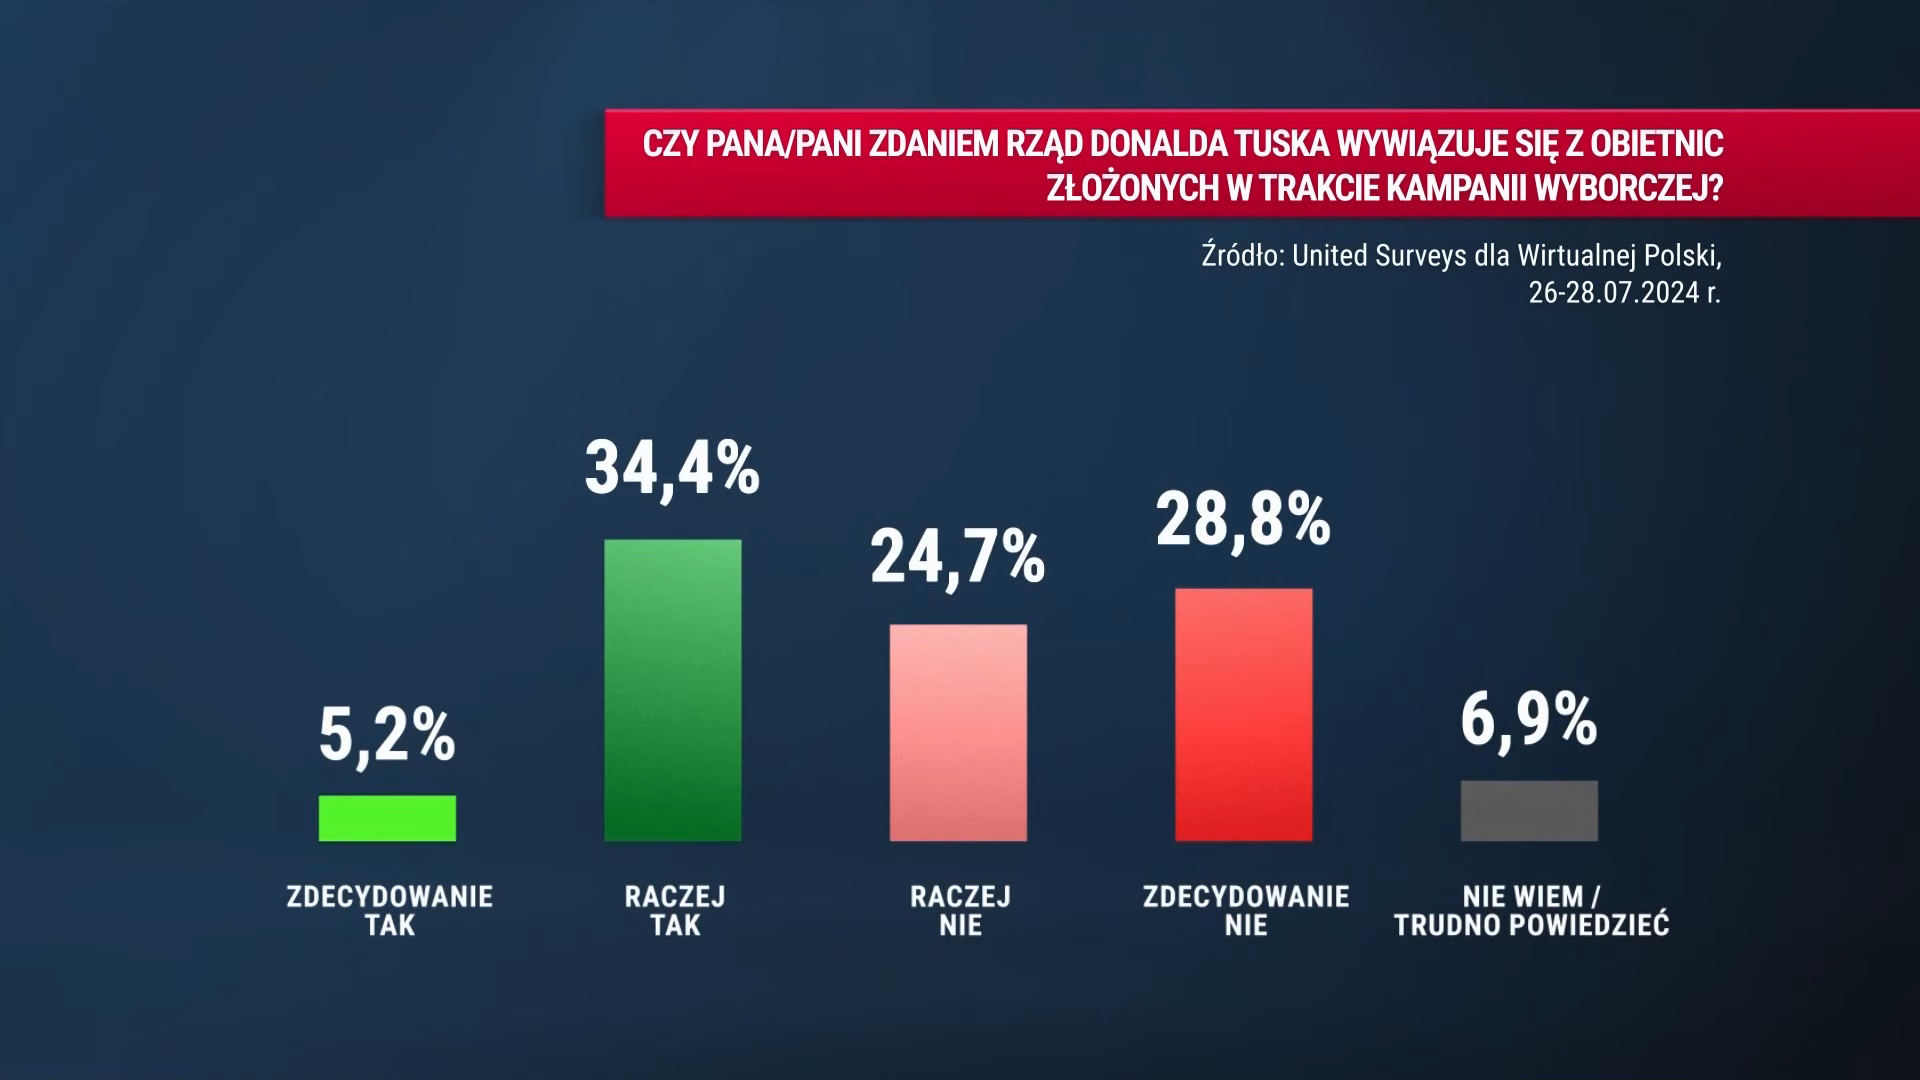 CZY PANA/PANI ZDANIEM RZĄD DONALDA TUSKA WYWIĄZUJE SIĘ Z OBIETNIC
ZŁOŻONYCH W TRAKCIE KAMPANII WYBORCZEJ?
Źródło: United Surveys dla Wirtualnej Polski,
26-28.07.2024 r.
5,2%
34,4%
24,7%
28,8%
6,9%
ZDECYDOWANIE
TAK
RACZEJ
TAK
RACZEJ
NIE
ZDECYDOWANIE
NIE
NIE WIEM /
TRUDNO POWIEDZIEĆ